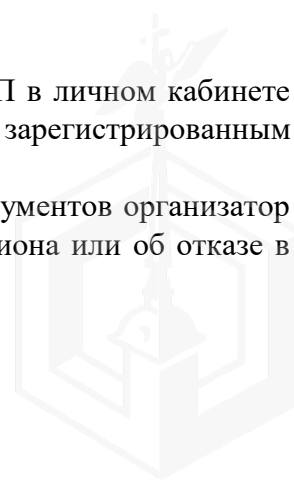 П в личном кабинете
зарегистрированным
ументов организатор
иона или об отказе в